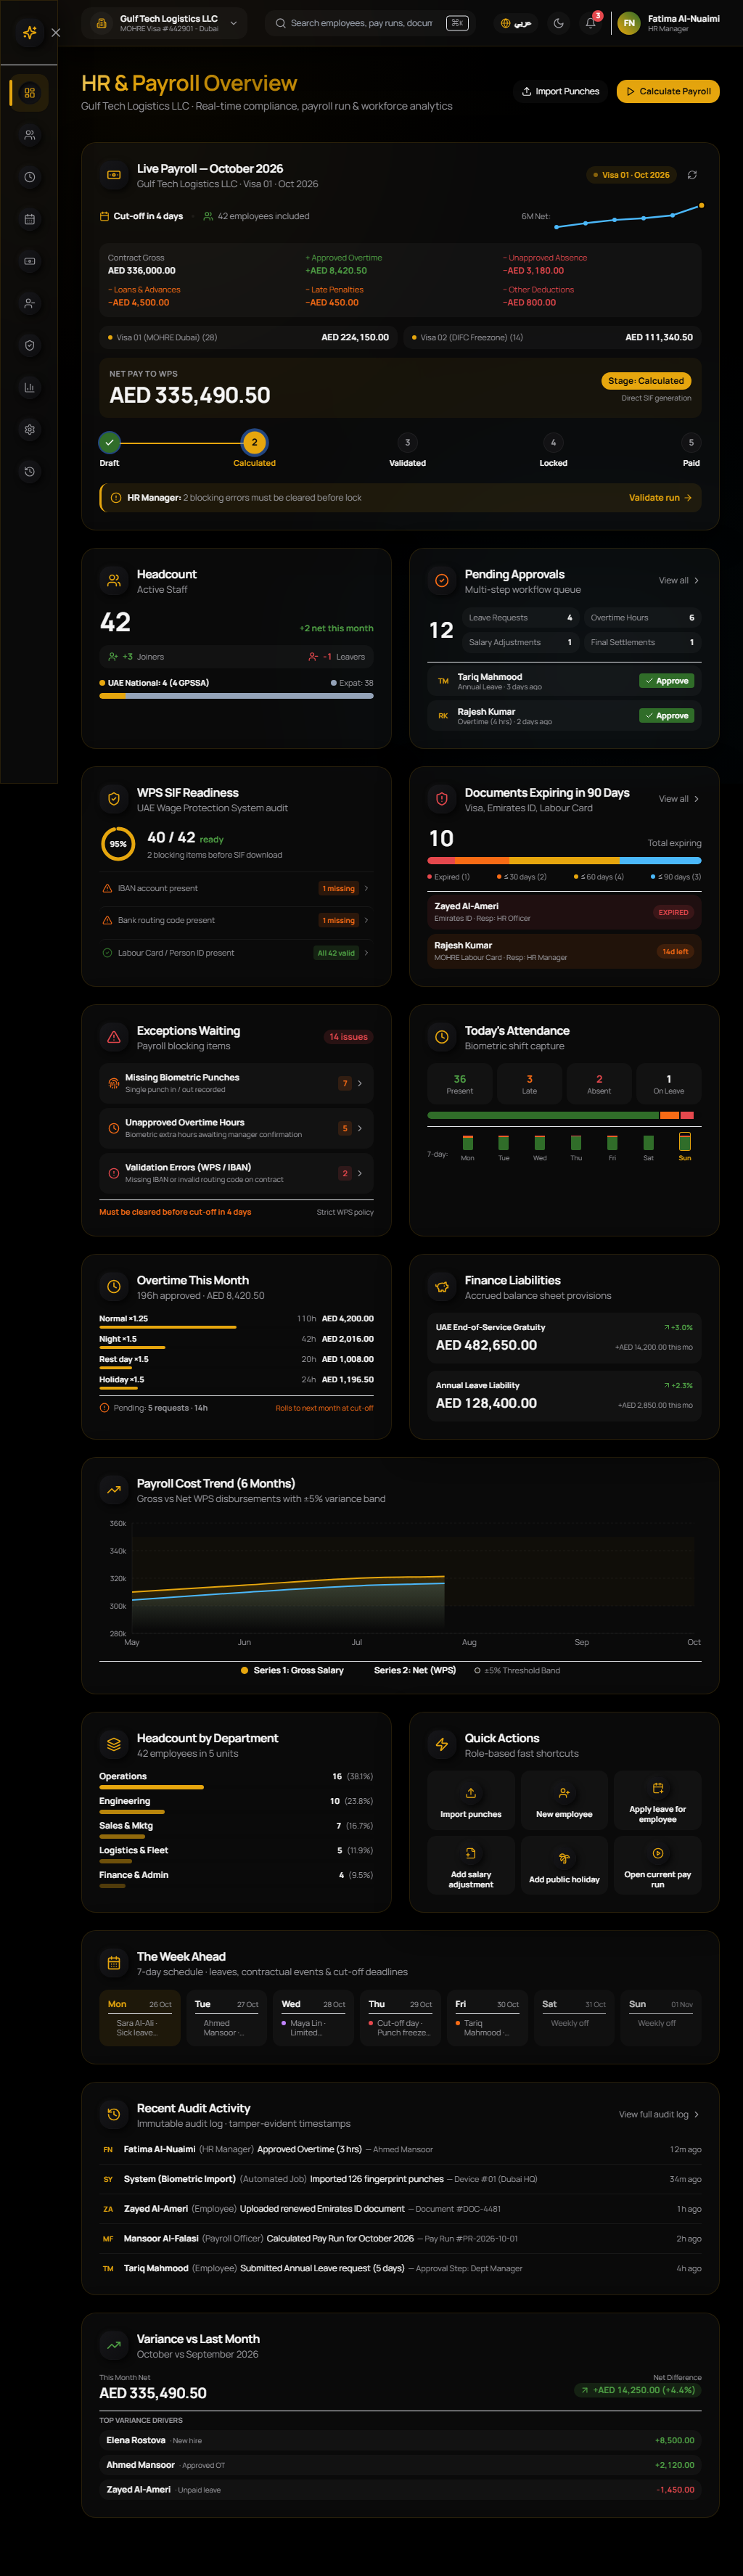 Gulf Tech Logistics LLC
MOHRE Visa #442901 · Dubai
Search employees, pay runs, docum
⌘K
عربي
3
FN
Fatima Al-Nuaimi
HR Manager
HR & Payroll Overview
Gulf Tech Logistics LLC · Real-time compliance, payroll run & workforce analytics
Import Punches
Calculate Payroll
Live Payroll — October 2026
Gulf Tech Logistics LLC · Visa 01 · Oct 2026
Visa 01 · Oct 2026
Cut-off in 4 days · 42 employees included
6M Net:
Contract Gross
AED 336,000.00
+ Approved Overtime
+AED 8,420.50
− Unapproved Absence
−AED 3,180.00
− Loans & Advances
−AED 4,500.00
− Late Penalties
−AED 450.00
− Other Deductions
−AED 800.00
Visa 01 (MOHRE Dubai) (28) AED 224,150.00
Visa 02 (DIFC Freezone) (14) AED 111,340.50
NET PAY TO WPS
AED 335,490.50
Stage: Calculated
Direct SIF generation
2 3 4 5
Draft Calculated Validated Locked Paid
HR Manager: 2 blocking errors must be cleared before lock
Validate run →
Headcount
Active Staff
42
+2 net this month
+3 Joiners
-1 Leavers
UAE National: 4 (4 GPSSA)
Expat: 38
Pending Approvals
Multi-step workflow queue
View all
12
Leave Requests 4
Overtime Hours 6
Salary Adjustments 1
Final Settlements 1
TM
Tariq Mahmood
Annual Leave · 3 days ago
Approve
RK
Rajesh Kumar
Overtime (4 hrs) · 2 days ago
Approve
WPS SIF Readiness
UAE Wage Protection System audit
95%
40 / 42 ready
2 blocking items before SIF download
IBAN account present 1 missing
Bank routing code present 1 missing
Labour Card / Person ID present All 42 valid
Documents Expiring in 90 Days
Visa, Emirates ID, Labour Card
View all
10
Total expiring
Expired (1) ≤ 30 days (2) ≤ 60 days (4) ≤ 90 days (3)
Zayed Al-Ameri
Emirates ID · Resp: HR Officer
EXPIRED
Rajesh Kumar
MOHRE Labour Card · Resp: HR Manager
14d left
Exceptions Waiting
Payroll blocking items
14 issues
Missing Biometric Punches
Single punch in / out recorded
7
Unapproved Overtime Hours
Biometric extra hours awaiting manager confirmation
5
Validation Errors (WPS / IBAN)
Missing IBAN or invalid routing code on contract
2
Must be cleared before cut-off in 4 days
Strict WPS policy
Today's Attendance
Biometric shift capture
36 3 2 1
Present Late Absent On Leave
7-day:
Mon Tue Wed Thu Fri Sat Sun
Overtime This Month
196h approved · AED 8,420.50
Normal ×1.25 110h AED 4,200.00
Night ×1.5 42h AED 2,016.00
Rest day ×1.5 20h AED 1,008.00
Holiday ×1.5 24h AED 1,196.50
Pending: 5 requests · 14h
Rolls to next month at cut-off
Finance Liabilities
Accrued balance sheet provisions
UAE End-of-Service Gratuity +3.0%
AED 482,650.00 +AED 14,200.00 this mo
Annual Leave Liability +2.3%
AED 128,400.00 +AED 2,850.00 this mo
Payroll Cost Trend (6 Months)
Gross vs Net WPS disbursements with ±5% variance band
360k
340k
320k
300k
280k
May Jun Jul Aug Sep Oct
Series 1: Gross Salary Series 2: Net (WPS) ±5% Threshold Band
Headcount by Department
42 employees in 5 units
Operations 16 (38.1%)
Engineering 10 (23.8%)
Sales & Mktg 7 (16.7%)
Logistics & Fleet 5 (11.9%)
Finance & Admin 4 (9.5%)
Quick Actions
Role-based fast shortcuts
Import punches
New employee
Apply leave for
employee
Add salary
adjustment
Add public holiday
Open current pay
run
The Week Ahead
7-day schedule · leaves, contractual events & cut-off deadlines
Mon 26 Oct
Sara Al-Ali ·
Sick leave...
Tue 27 Oct
Ahmed
Mansoor ·...
Wed 28 Oct
Maya Lin ·
Limited...
Thu 29 Oct
Cut-off day ·
Punch freeze...
Fri 30 Oct
Tariq
Mahmood ·...
Sat 31 Oct
Weekly off
Sun 01 Nov
Weekly off
Recent Audit Activity
Immutable audit log · tamper-evident timestamps
View full audit log
FN Fatima Al-Nuaimi (HR Manager) Approved Overtime (3 hrs) — Ahmed Mansoor 12m ago
SY System (Biometric Import) (Automated Job) Imported 126 fingerprint punches — Device #01 (Dubai HQ) 34m ago
ZA Zayed Al-Ameri (Employee) Uploaded renewed Emirates ID document — Document #DOC-4481 1h ago
MF Mansoor Al-Falasi (Payroll Officer) Calculated Pay Run for October 2026 — Pay Run #PR-2026-10-01 2h ago
TM Tariq Mahmood (Employee) Submitted Annual Leave request (5 days) — Approval Step: Dept Manager 4h ago
Variance vs Last Month
October vs September 2026
This Month Net
AED 335,490.50
Net Difference
+AED 14,250.00 (+4.4%)
TOP VARIANCE DRIVERS
Elena Rostova · New hire +8,500.00
Ahmed Mansoor · Approved OT +2,120.00
Zayed Al-Ameri · Unpaid leave -1,450.00